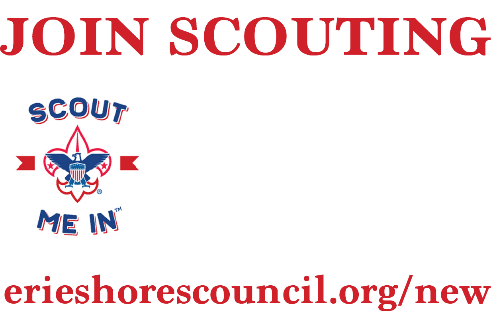 JOIN SCOUTING
SCOUT
®
ME IN™
erieshorescouncil.org/new